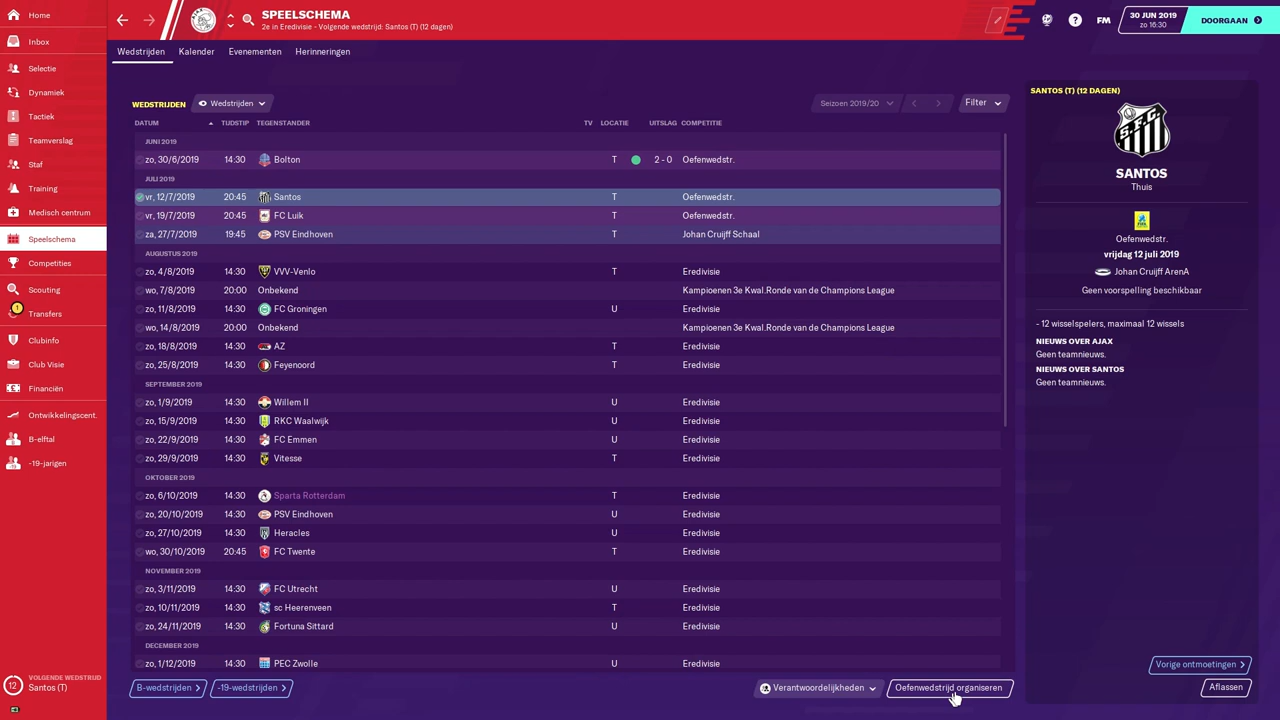 Home
Inbox
Selectie
Dynamiek
Tactiek
Teamverslag
Staf
Training
Medisch centrum
Speelschema
Competities
Scouting
1
Transfers
Clubinfo
Club Visie
Financiën
Ontwikkelingscent.
B-elftal
-19-jarigen
12
VOLGENDE WEDSTRIJD
Santos (T)
SPEELSCHEMA
2e in Eredivisie - Volgende wedstrijd: Santos (T) (12 dagen)
?
FM
30 JUN 2019
zo 16:30
DOORGAAN
Wedstrijden Kalender Evenementen Herinneringen
WEDSTRIJDEN Wedstrijden Seizoen 2019/20 Filter
DATUM TIJDSTIP TEGENSTANDER TV LOCATIE UITSLAG COMPETITIE
JUNI 2019
zo, 30/6/2019 14:30 Bolton T 2 - 0 Oefenwedstr.
JULI 2019
vr, 12/7/2019 20:45 Santos T Oefenwedstr.
vr, 19/7/2019 20:45 FC Luik T Oefenwedstr.
za, 27/7/2019 19:45 PSV Eindhoven T Johan Cruijff Schaal
AUGUSTUS 2019
zo, 4/8/2019 14:30 VVV-Venlo T Eredivisie
wo, 7/8/2019 20:00 Onbekend Kampioenen 3e Kwal.Ronde van de Champions League
zo, 11/8/2019 14:30 FC Groningen U Eredivisie
wo, 14/8/2019 20:00 Onbekend Kampioenen 3e Kwal.Ronde van de Champions League
zo, 18/8/2019 14:30 AZ T Eredivisie
zo, 25/8/2019 14:30 Feyenoord T Eredivisie
SEPTEMBER 2019
zo, 1/9/2019 14:30 Willem II U Eredivisie
zo, 15/9/2019 14:30 RKC Waalwijk U Eredivisie
zo, 22/9/2019 14:30 FC Emmen U Eredivisie
zo, 29/9/2019 14:30 Vitesse T Eredivisie
OKTOBER 2019
zo, 6/10/2019 14:30 Sparta Rotterdam T Eredivisie
zo, 20/10/2019 14:30 PSV Eindhoven U Eredivisie
zo, 27/10/2019 14:30 Heracles U Eredivisie
wo, 30/10/2019 20:45 FC Twente T Eredivisie
NOVEMBER 2019
zo, 3/11/2019 14:30 FC Utrecht U Eredivisie
zo, 10/11/2019 14:30 sc Heerenveen T Eredivisie
zo, 24/11/2019 14:30 Fortuna Sittard U Eredivisie
DECEMBER 2019
zo, 1/12/2019 14:30 PEC Zwolle U Eredivisie
B-wedstrijden -19-wedstrijden Verantwoordelijkheden Oefenwedstrijd organiseren
SANTOS (T) (12 DAGEN)
SANTOS
Thuis
Oefenwedstr.
vrijdag 12 juli 2019
Johan Cruijff ArenA
Geen voorspelling beschikbaar
- 12 wisselspelers, maximaal 12 wissels
NIEUWS OVER AJAX
Geen teamnieuws.
NIEUWS OVER SANTOS
Geen teamnieuws.
Vorige ontmoetingen
Aflassen